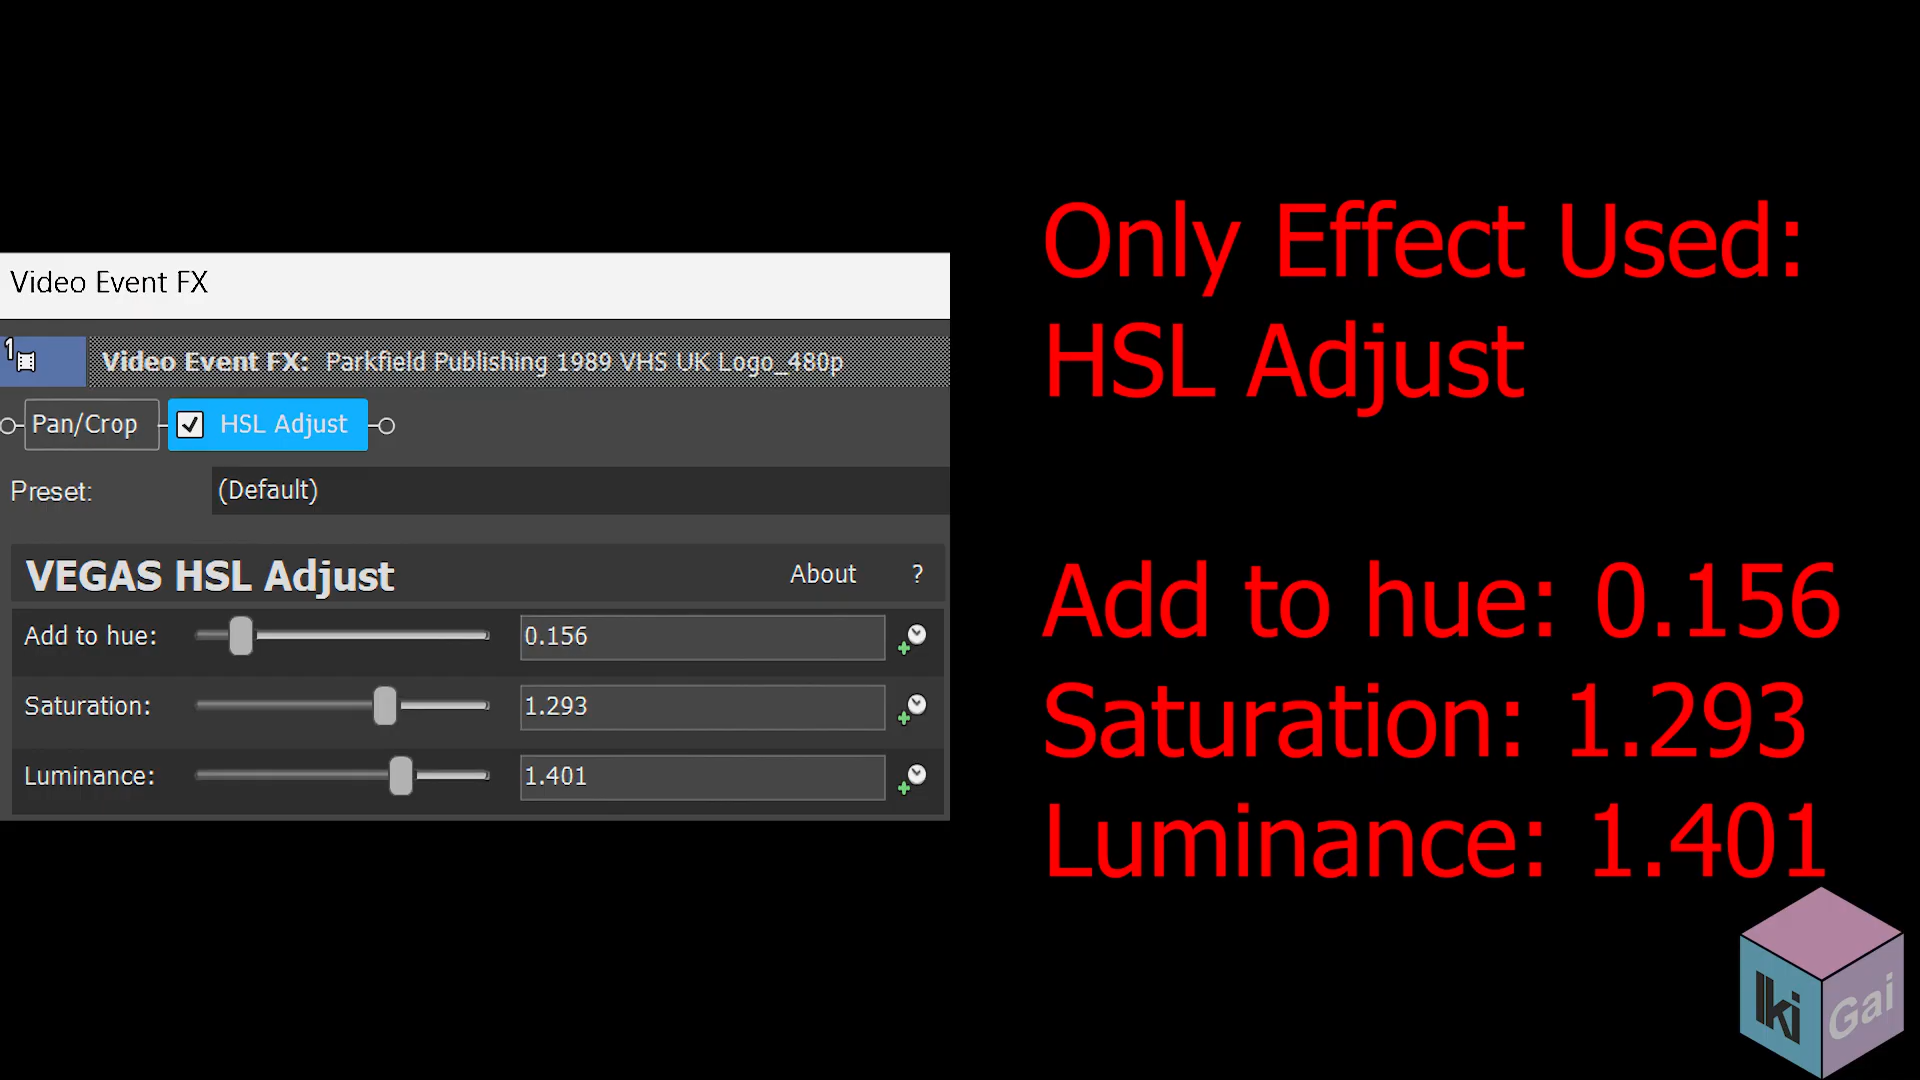 Video Event FX
1
Video Event FX: Parkfield Publishing 1989 VHS UK Logo_480p
Pan/Crop
HSL Adjust
Preset:
(Default)
VEGAS HSL Adjust
About
?
Add to hue:
0.156
Saturation:
1.293
Luminance:
1.401
Only Effect Used:
HSL Adjust
Add to hue: 0.156
Saturation: 1.293
Luminance: 1.401
Iki
Gai